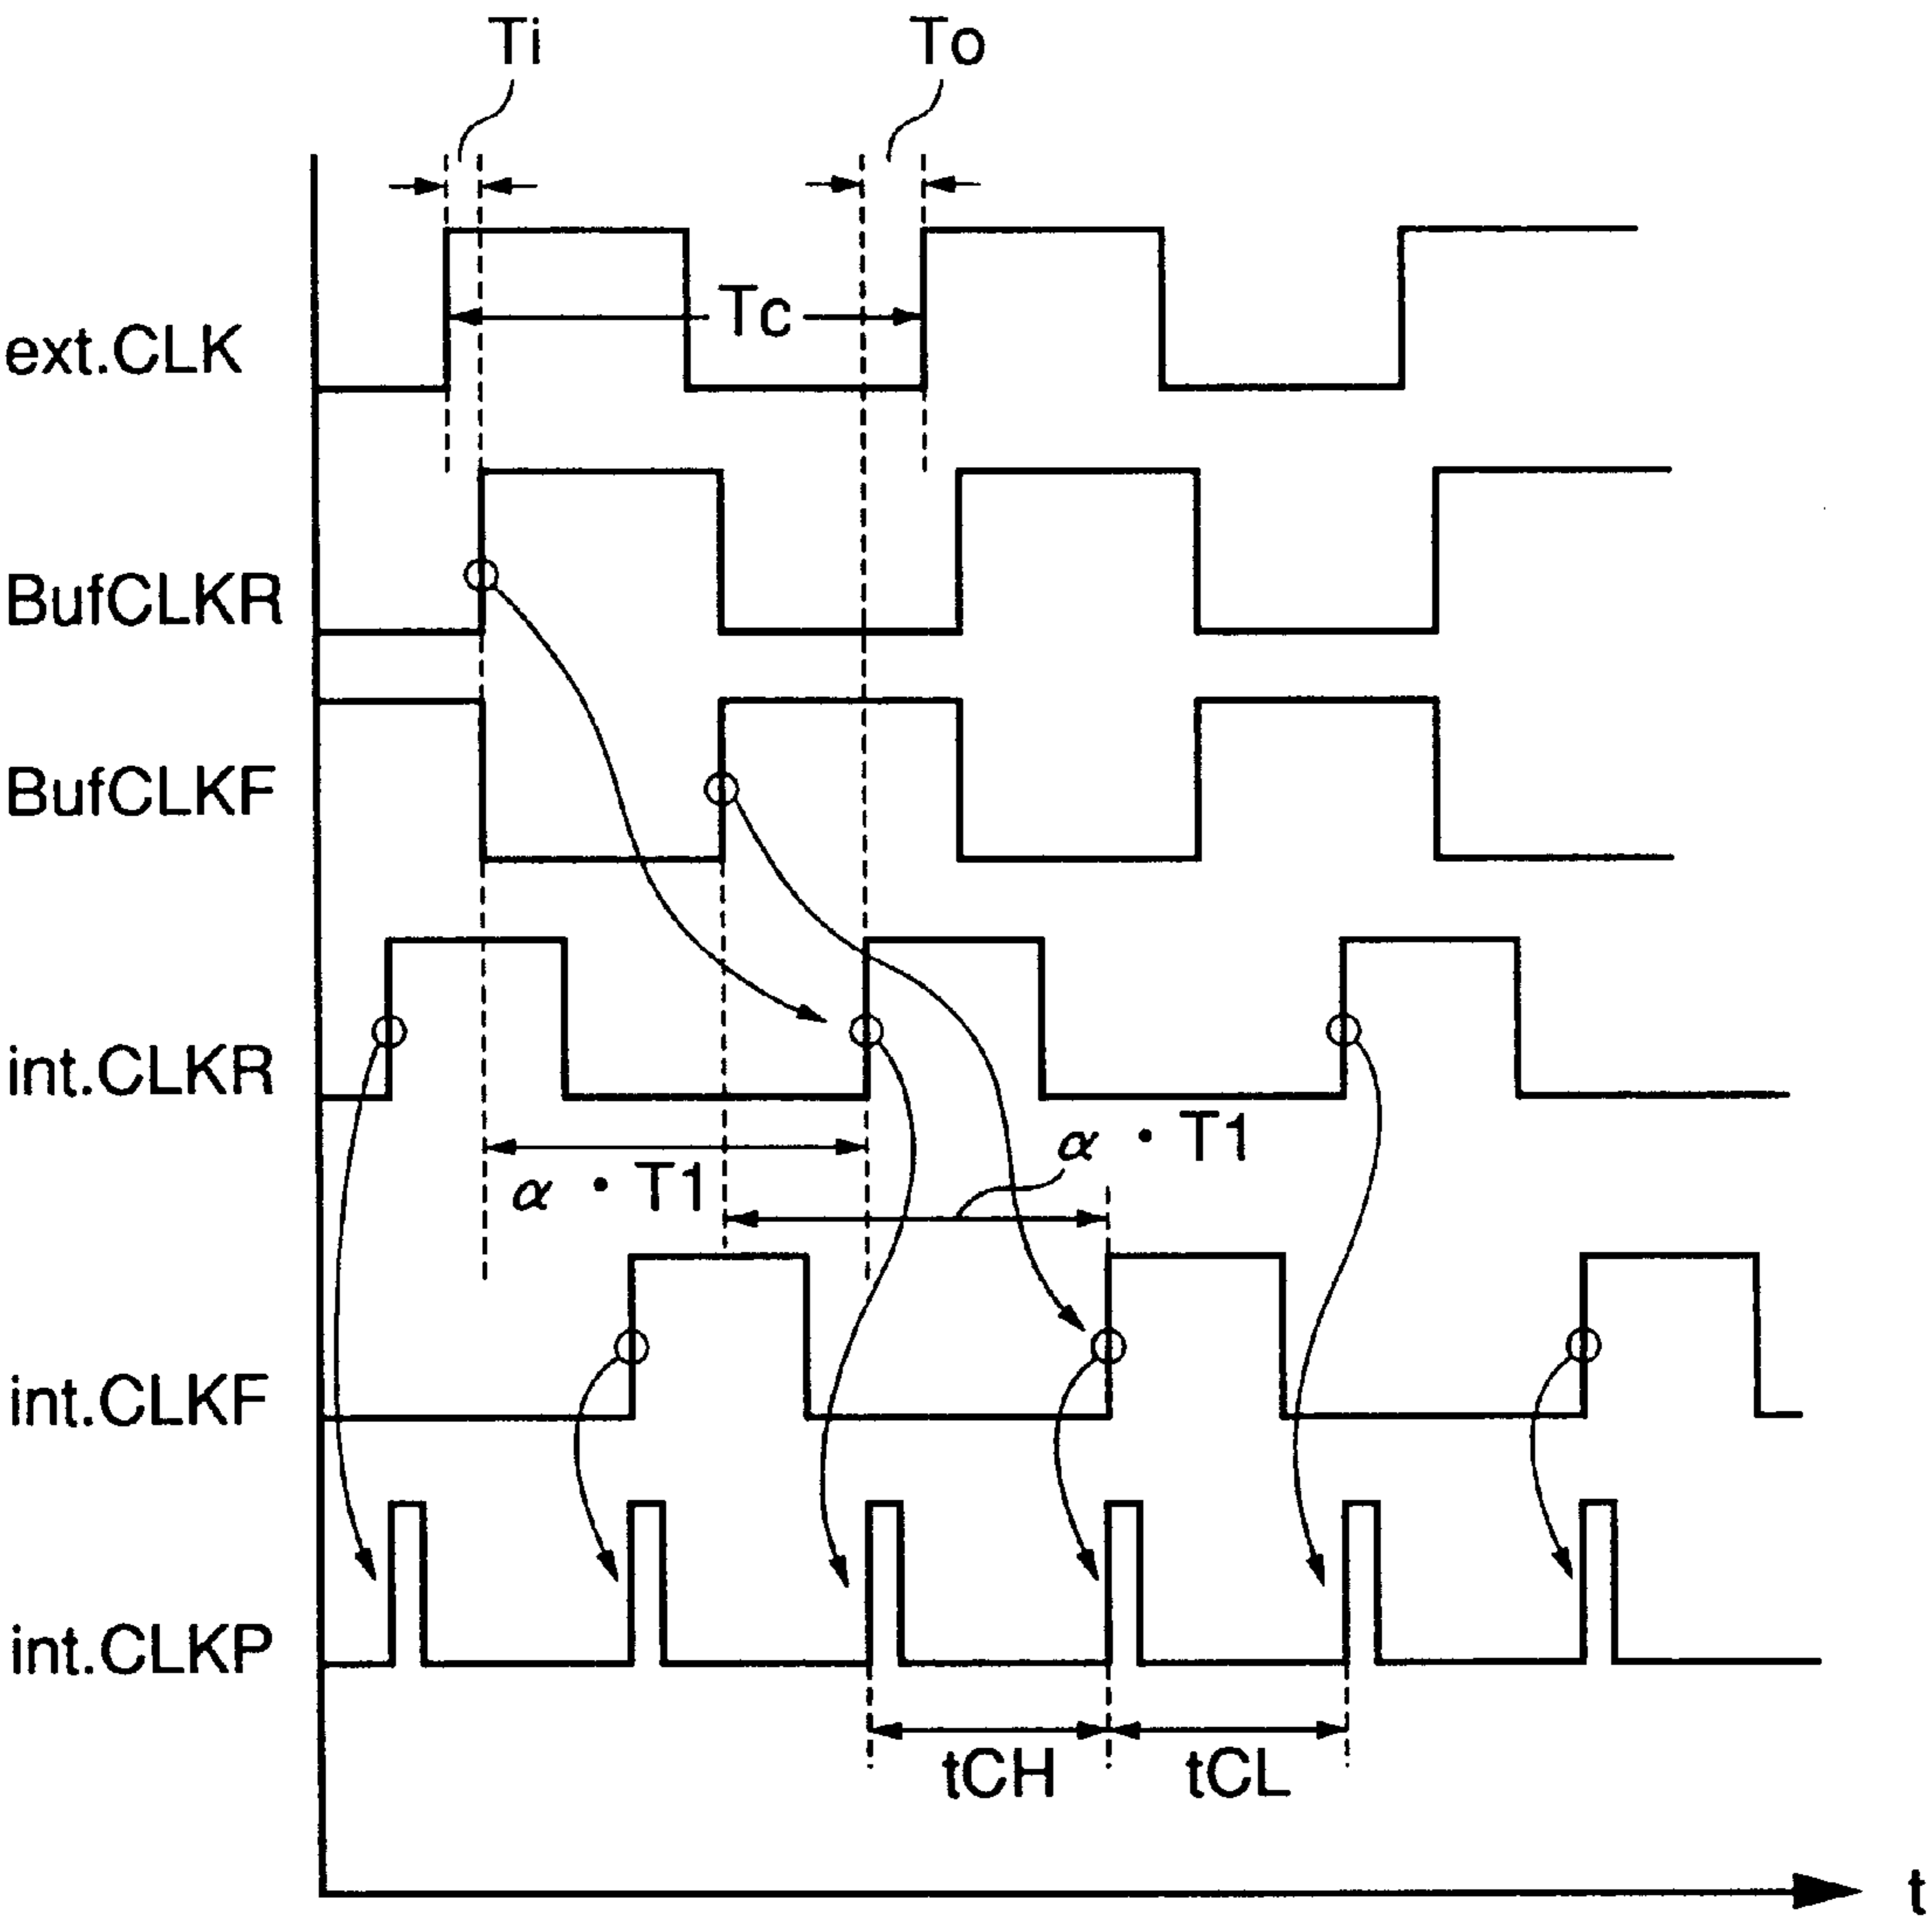 Ti
To
Tc
ext.CLK
BufCLKR
BufCLKF
int.CLKR
α • T1
α • T1
int.CLKF
int.CLKP
tCH
tCL
t